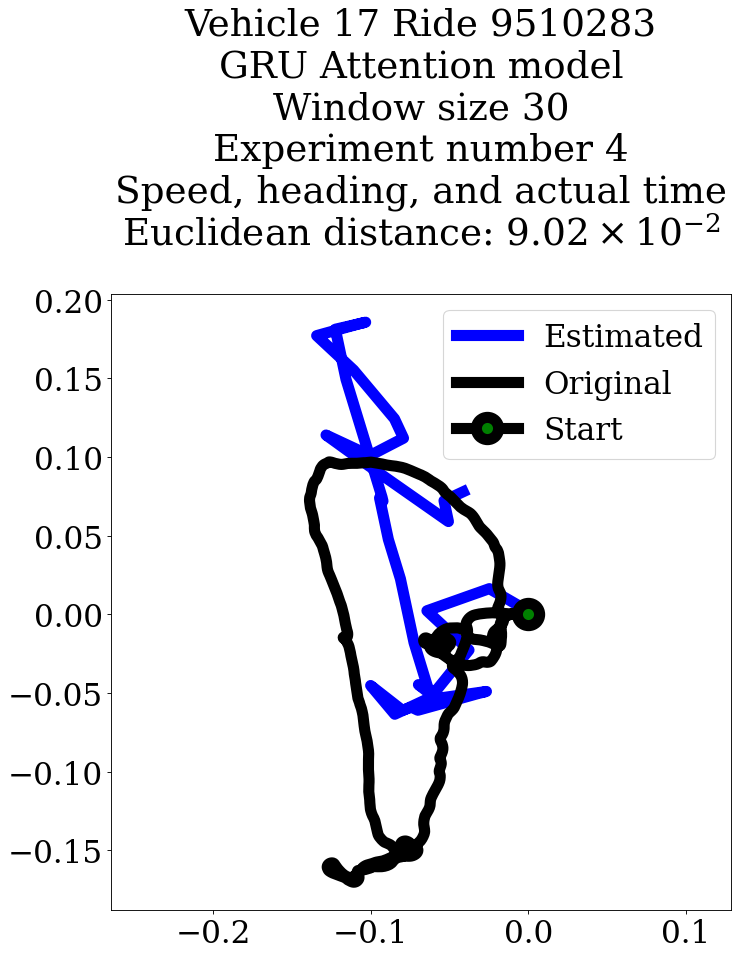 Vehicle 17 Ride 9510283
GRU Attention model
Window size 30
Experiment number 4
Speed, heading, and actual time
Euclidean distance: 9.02 × 10⁻²
Estimated
Original
Start
0.20
0.15
0.10
0.05
0.00
−0.05
−0.10
−0.15
−0.2 −0.1 0.0 0.1